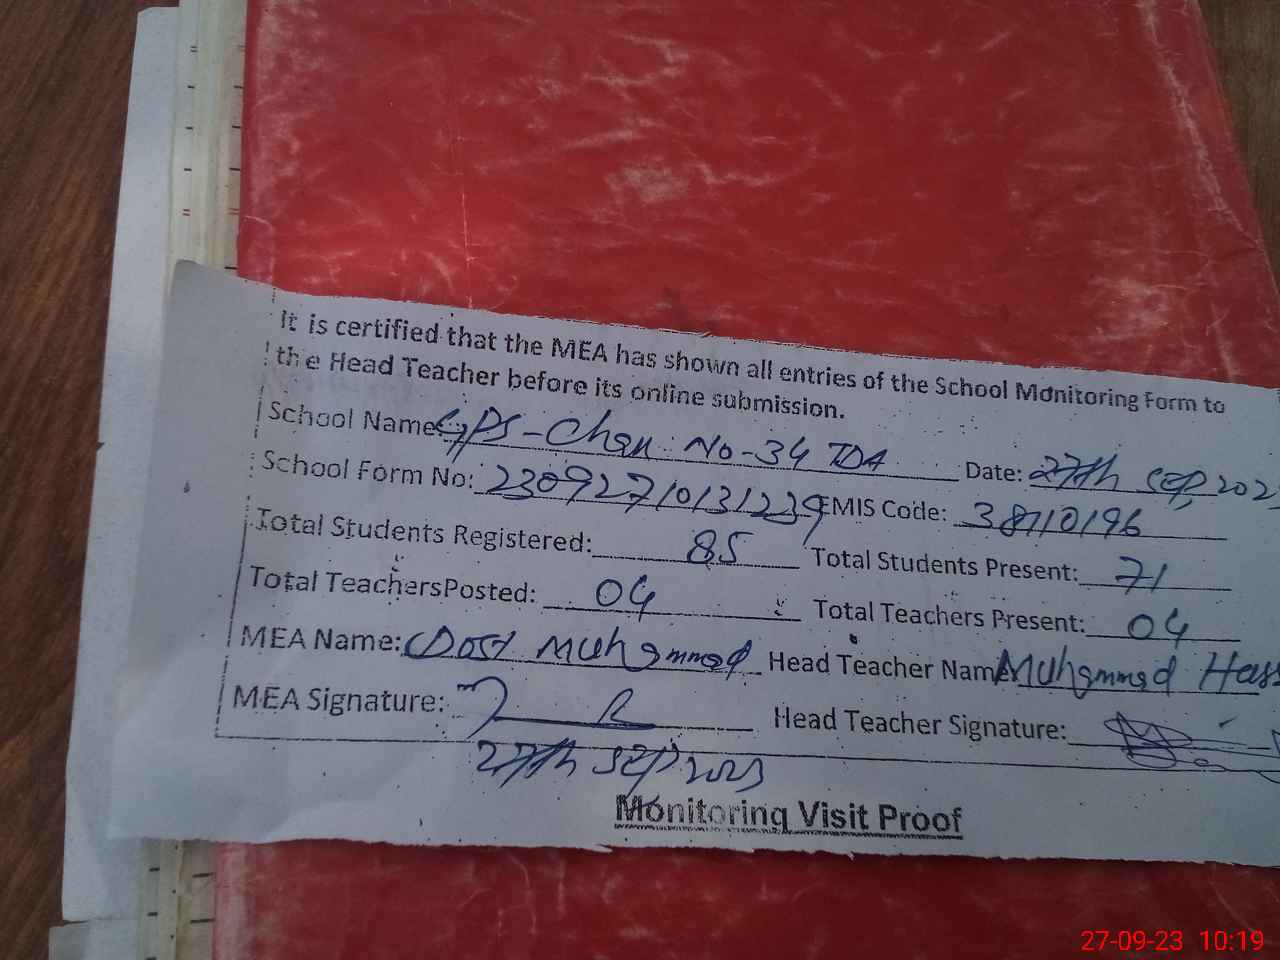 It is certified that the MEA has shown all entries of the School Monitoring Form to
the Head Teacher before its online submission.
School Name: GPS-Chak No-34 TDA Date: 27th Sep, 202
School Form No: 23092710131239 EMIS Code: 38710196
Total Students Registered: 85 Total Students Present: 71
Total TeachersPosted: 04 Total Teachers Present: 04
MEA Name: Dost Muhammad Head Teacher Name Muhammad Hass
MEA Signature: Head Teacher Signature:
27th Sep 2023
Monitoring Visit Proof
27-09-23 10:19